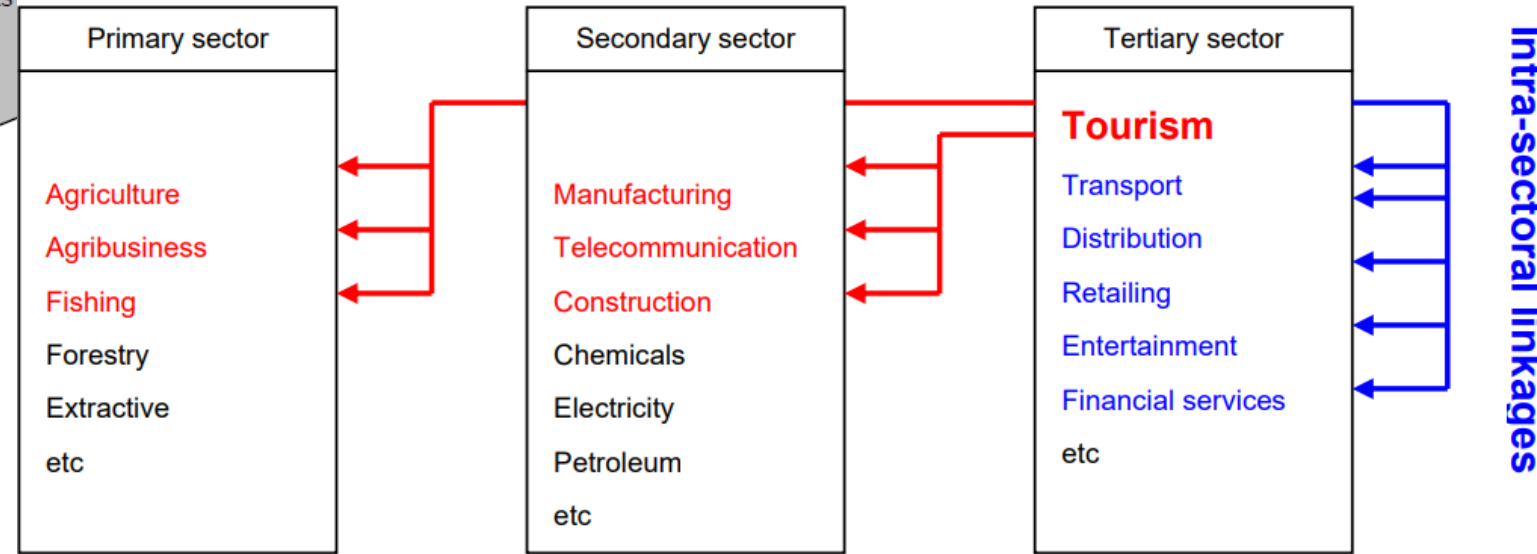 Primary sector
Agriculture
Agribusiness
Fishing
Forestry
Extractive
etc
Secondary sector
Manufacturing
Telecommunication
Construction
Chemicals
Electricity
Petroleum
etc
Tertiary sector
Tourism
Transport
Distribution
Retailing
Entertainment
Financial services
etc
Intra-sectoral linkages